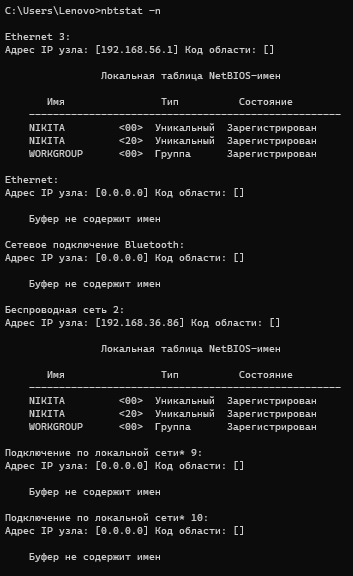 C:\Users\Lenovo>nbtstat -n
Ethernet 3:
Адрес IP узла: [192.168.56.1] Код области: []
Локальная таблица NetBIOS-имен
Имя Тип Состояние
---------------------------------------------
NIKITA <00> Уникальный Зарегистрирован
NIKITA <20> Уникальный Зарегистрирован
WORKGROUP <00> Группа Зарегистрирован
Ethernet:
Адрес IP узла: [0.0.0.0] Код области: []
Буфер не содержит имен
Сетевое подключение Bluetooth:
Адрес IP узла: [0.0.0.0] Код области: []
Буфер не содержит имен
Беспроводная сеть 2:
Адрес IP узла: [192.168.36.86] Код области: []
Локальная таблица NetBIOS-имен
Имя Тип Состояние
---------------------------------------------
NIKITA <00> Уникальный Зарегистрирован
NIKITA <20> Уникальный Зарегистрирован
WORKGROUP <00> Группа Зарегистрирован
Подключение по локальной сети* 9:
Адрес IP узла: [0.0.0.0] Код области: []
Буфер не содержит имен
Подключение по локальной сети* 10:
Адрес IP узла: [0.0.0.0] Код области: []
Буфер не содержит имен